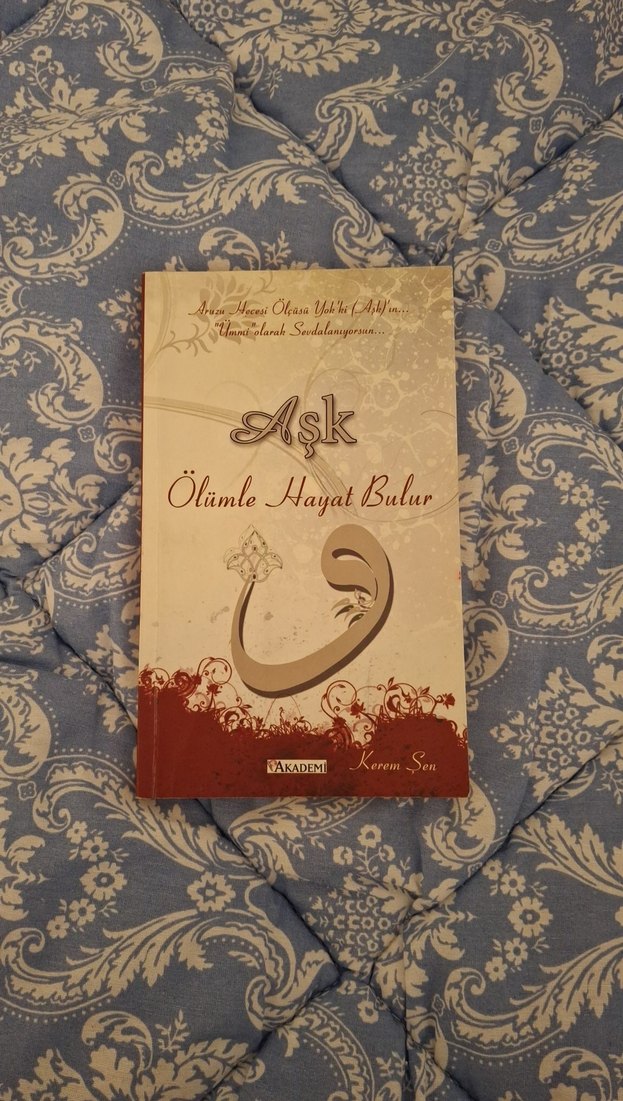 Aruzu Hecesi Ölçüsü Yok'ki (Aşk)'ın...
"Ümmi" olarak Sevdalanıyorsun...
Aşk
Ölümle Hayat Bulur
و
AKADEMİ
Kerem Şen